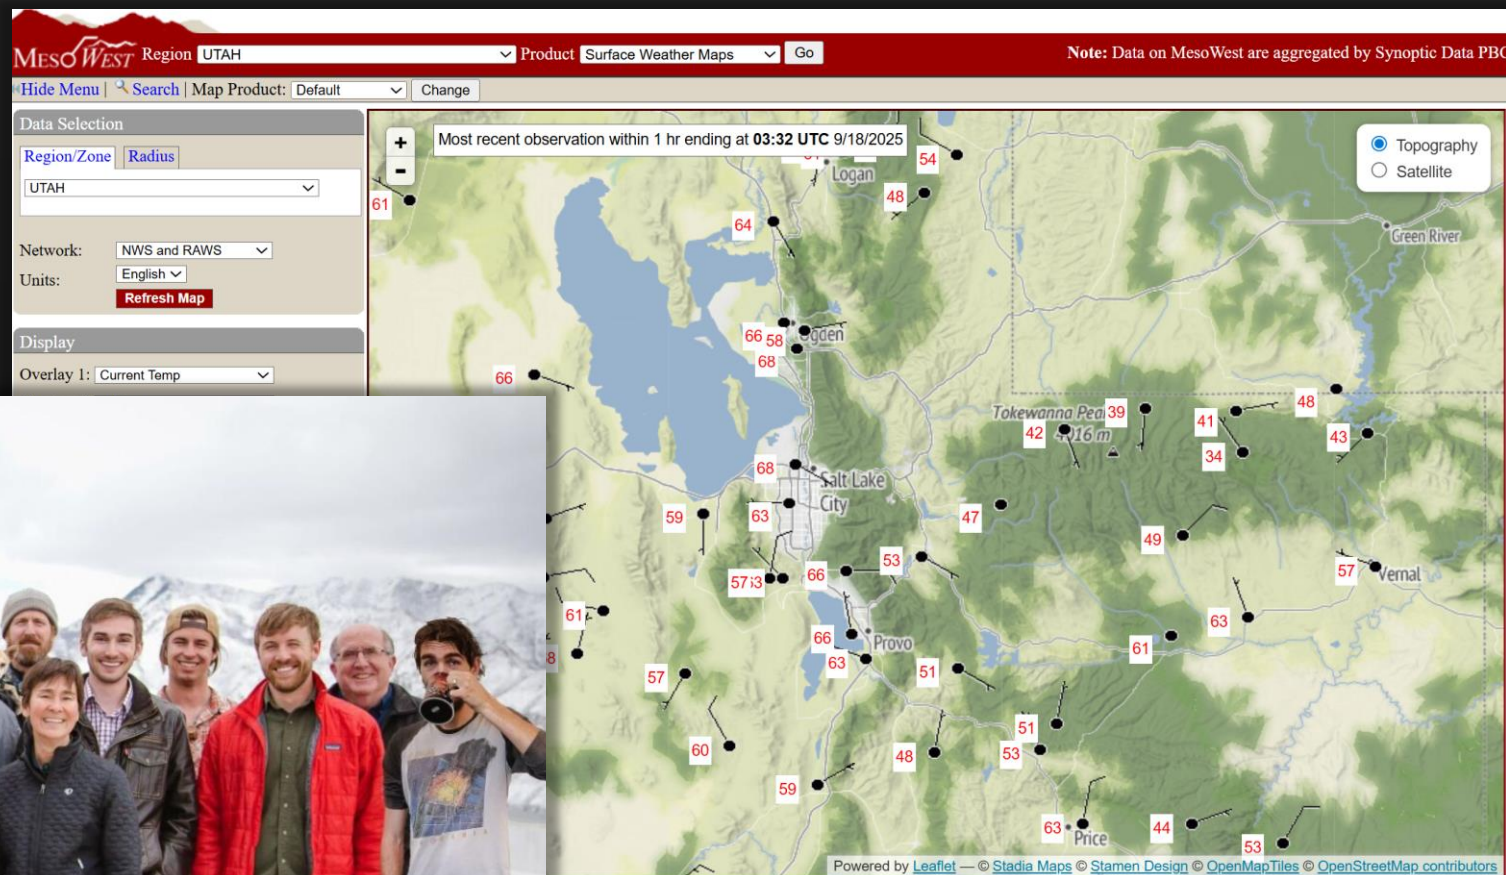 MESOWEST Region UTAH Product Surface Weather Maps Go Note: Data on MesoWest are aggregated by Synoptic Data PBC
Hide Menu | Search | Map Product: Default Change
Data Selection
Region/Zone Radius
UTAH
Network: NWS and RAWS
Units: English
Refresh Map
Display
Overlay 1: Current Temp
+
-
Most recent observation within 1 hr ending at 03:32 UTC 9/18/2025
Topography
Satellite
54
Logan
48
61
64
Green River
66 58 Ogden
68
66
48
Tokewanna Peak 39
41
42 4016 m
43
34
68
Salt Lake
City
59
63
47
49
53
57
66
57 Vernal
61
63
66
Provo
61
63
51
57
51
60
48
53
59
63 Price
44
53
Powered by Leaflet — © Stadia Maps © Stamen Design © OpenMapTiles © OpenStreetMap contributors